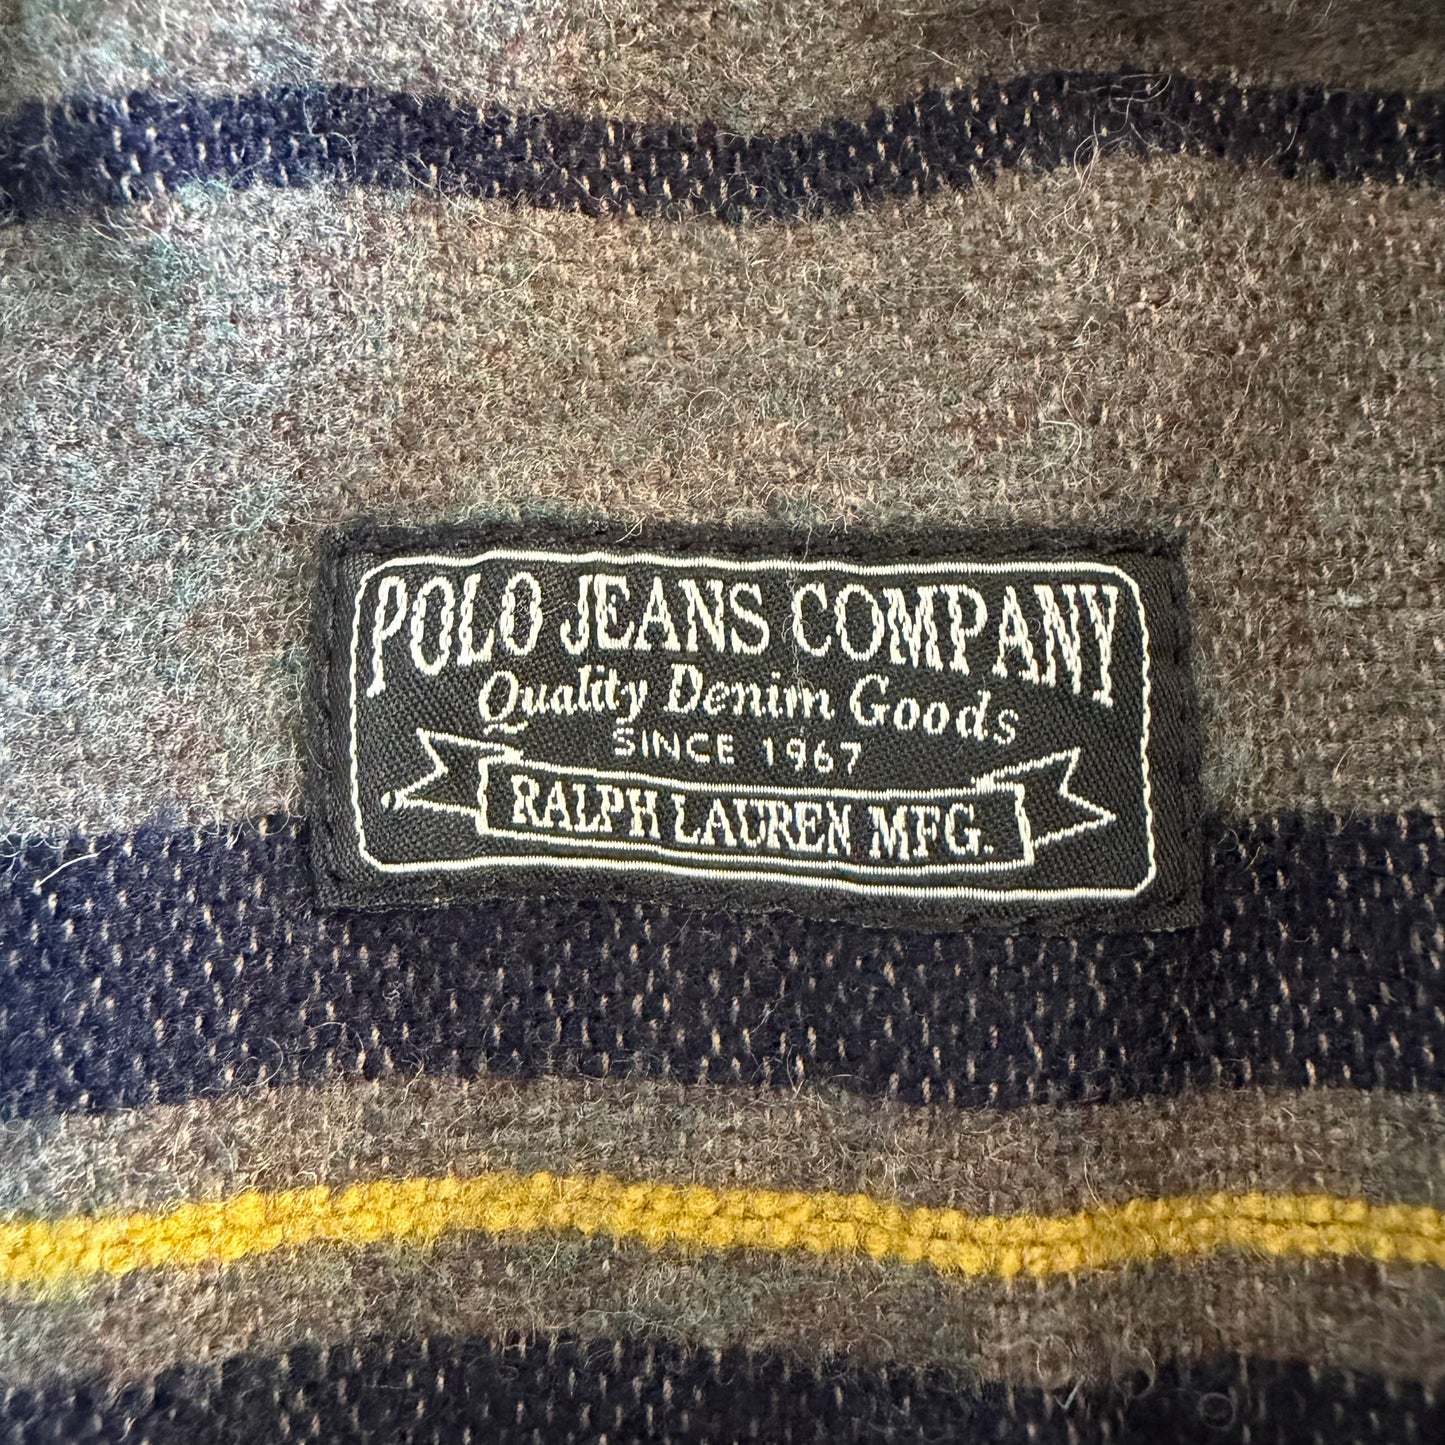 POLO JEANS COMPANY
Quality Denim Goods
SINCE 1967
RALPH LAUREN MFG.